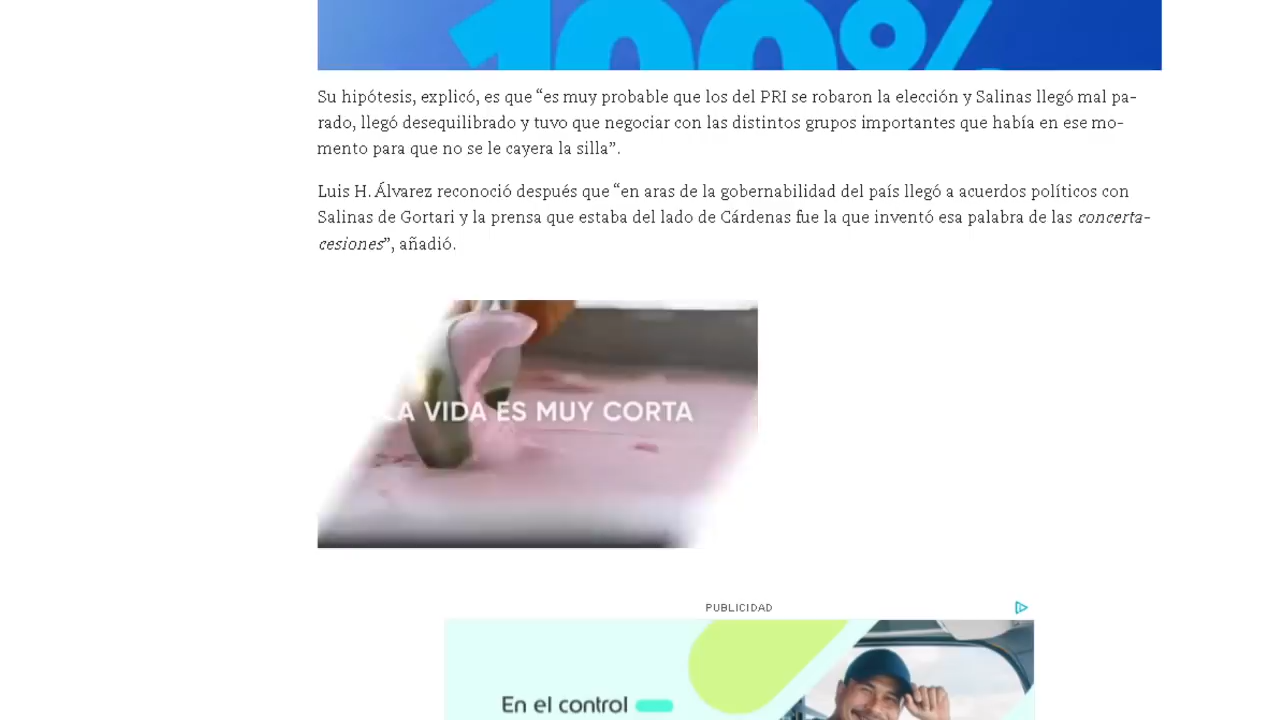 100%
Su hipótesis, explicó, es que “es muy probable que los del PRI se robaron la elección y Salinas llegó mal pa-
rado, llegó desequilibrado y tuvo que negociar con las distintos grupos importantes que había en ese mo-
mento para que no se le cayera la silla”.
Luis H. Álvarez reconoció después que “en aras de la gobernabilidad del país llegó a acuerdos políticos con
Salinas de Gortari y la prensa que estaba del lado de Cárdenas fue la que inventó esa palabra de las concerta-
cesiones”, añadió.
LA VIDA ES MUY CORTA
PUBLICIDAD
En el control